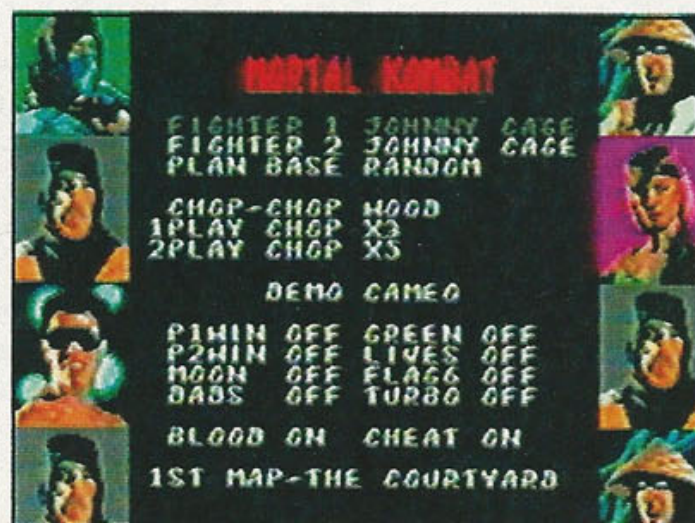 MORTAL KOMBAT
FIGHTER 1 JOHNNY CAGE
FIGHTER 2 JOHNNY CAGE
PLAN BASE RANDOM
CHOP-CHOP WOOD
1PLAY CHOP X3
2PLAY CHOP X5
DEMO CAMEO
P1WIN OFF GREEN OFF
P2WIN OFF LIVES OFF
MOON OFF FLAG6 OFF
DADS OFF TURBO OFF
BLOOD ON CHEAT ON
1ST MAP-THE COURTYARD